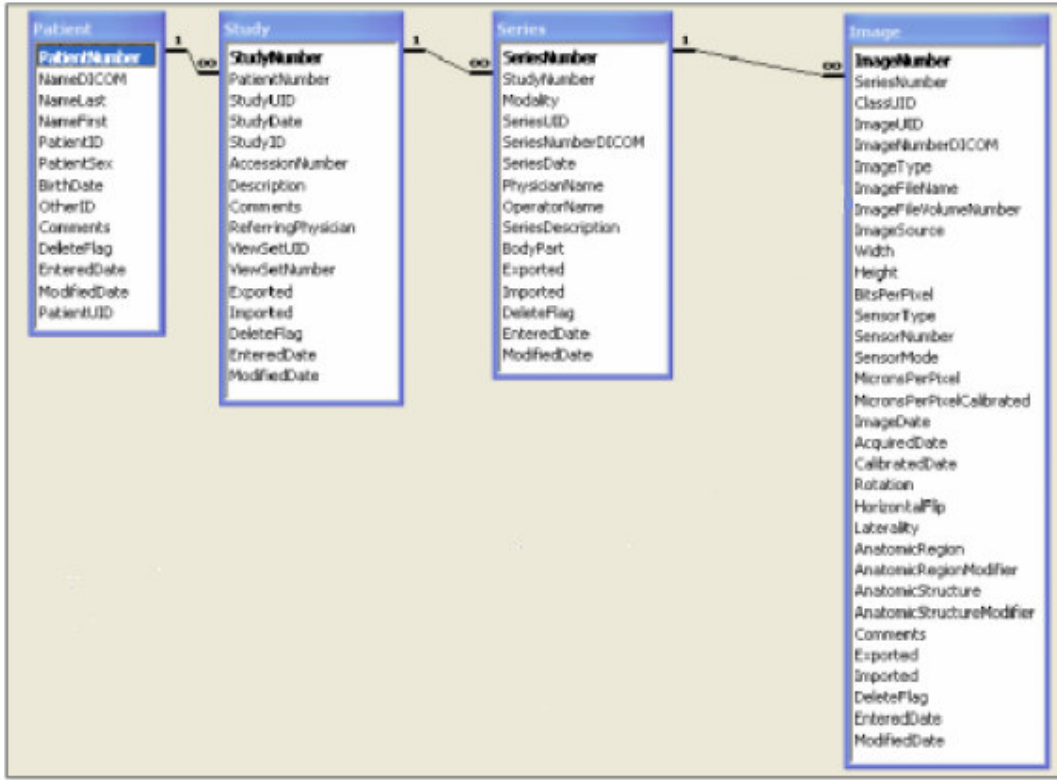 Patient
PatientNumber
NameDICOM
NameLast
NameFirst
PatientID
PatientSex
BirthDate
OtherID
Comments
DeleteFlag
EnteredDate
ModifiedDate
PatientUID
1
∞
Study
StudyNumber
PatientNumber
StudyUID
StudyDate
StudyID
AccessionNumber
Description
Comments
ReferringPhysician
ViewSetUID
ViewSetNumber
Exported
Imported
DeleteFlag
EnteredDate
ModifiedDate
1
∞
Series
SeriesNumber
StudyNumber
Modality
SeriesUID
SeriesNumberDICOM
SeriesDate
PhysicianName
OperatorName
SeriesDescription
BodyPart
Exported
Imported
DeleteFlag
EnteredDate
ModifiedDate
1
∞
Image
ImageNumber
SeriesNumber
ClassUID
ImageUID
ImageNumberDICOM
ImageType
ImageFileName
ImageFileVolumeNumber
ImageSource
Width
Height
BitsPerPixel
SensorType
SensorNumber
SensorMode
MicronsPerPixel
MicronsPerPixelCalibrated
ImageDate
AcquiredDate
CalibratedDate
Rotation
HorizontalFlip
Laterality
AnatomicRegion
AnatomicRegionModifier
AnatomicStructure
AnatomicStructureModifier
Comments
Exported
Imported
DeleteFlag
EnteredDate
ModifiedDate